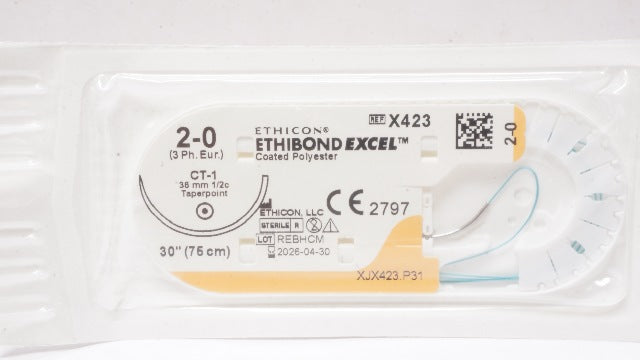 2-0
(3 Ph. Eur.)
CT-1
36 mm 1/2c
Taperpoint
30" (75 cm)
ETHICON®
ETHIBOND EXCEL™
Coated Polyester
REF X423
2-0
ETHICON, LLC
CE 2797
STERILE R
LOT REBHCM
2026-04-30
XJX423.P31